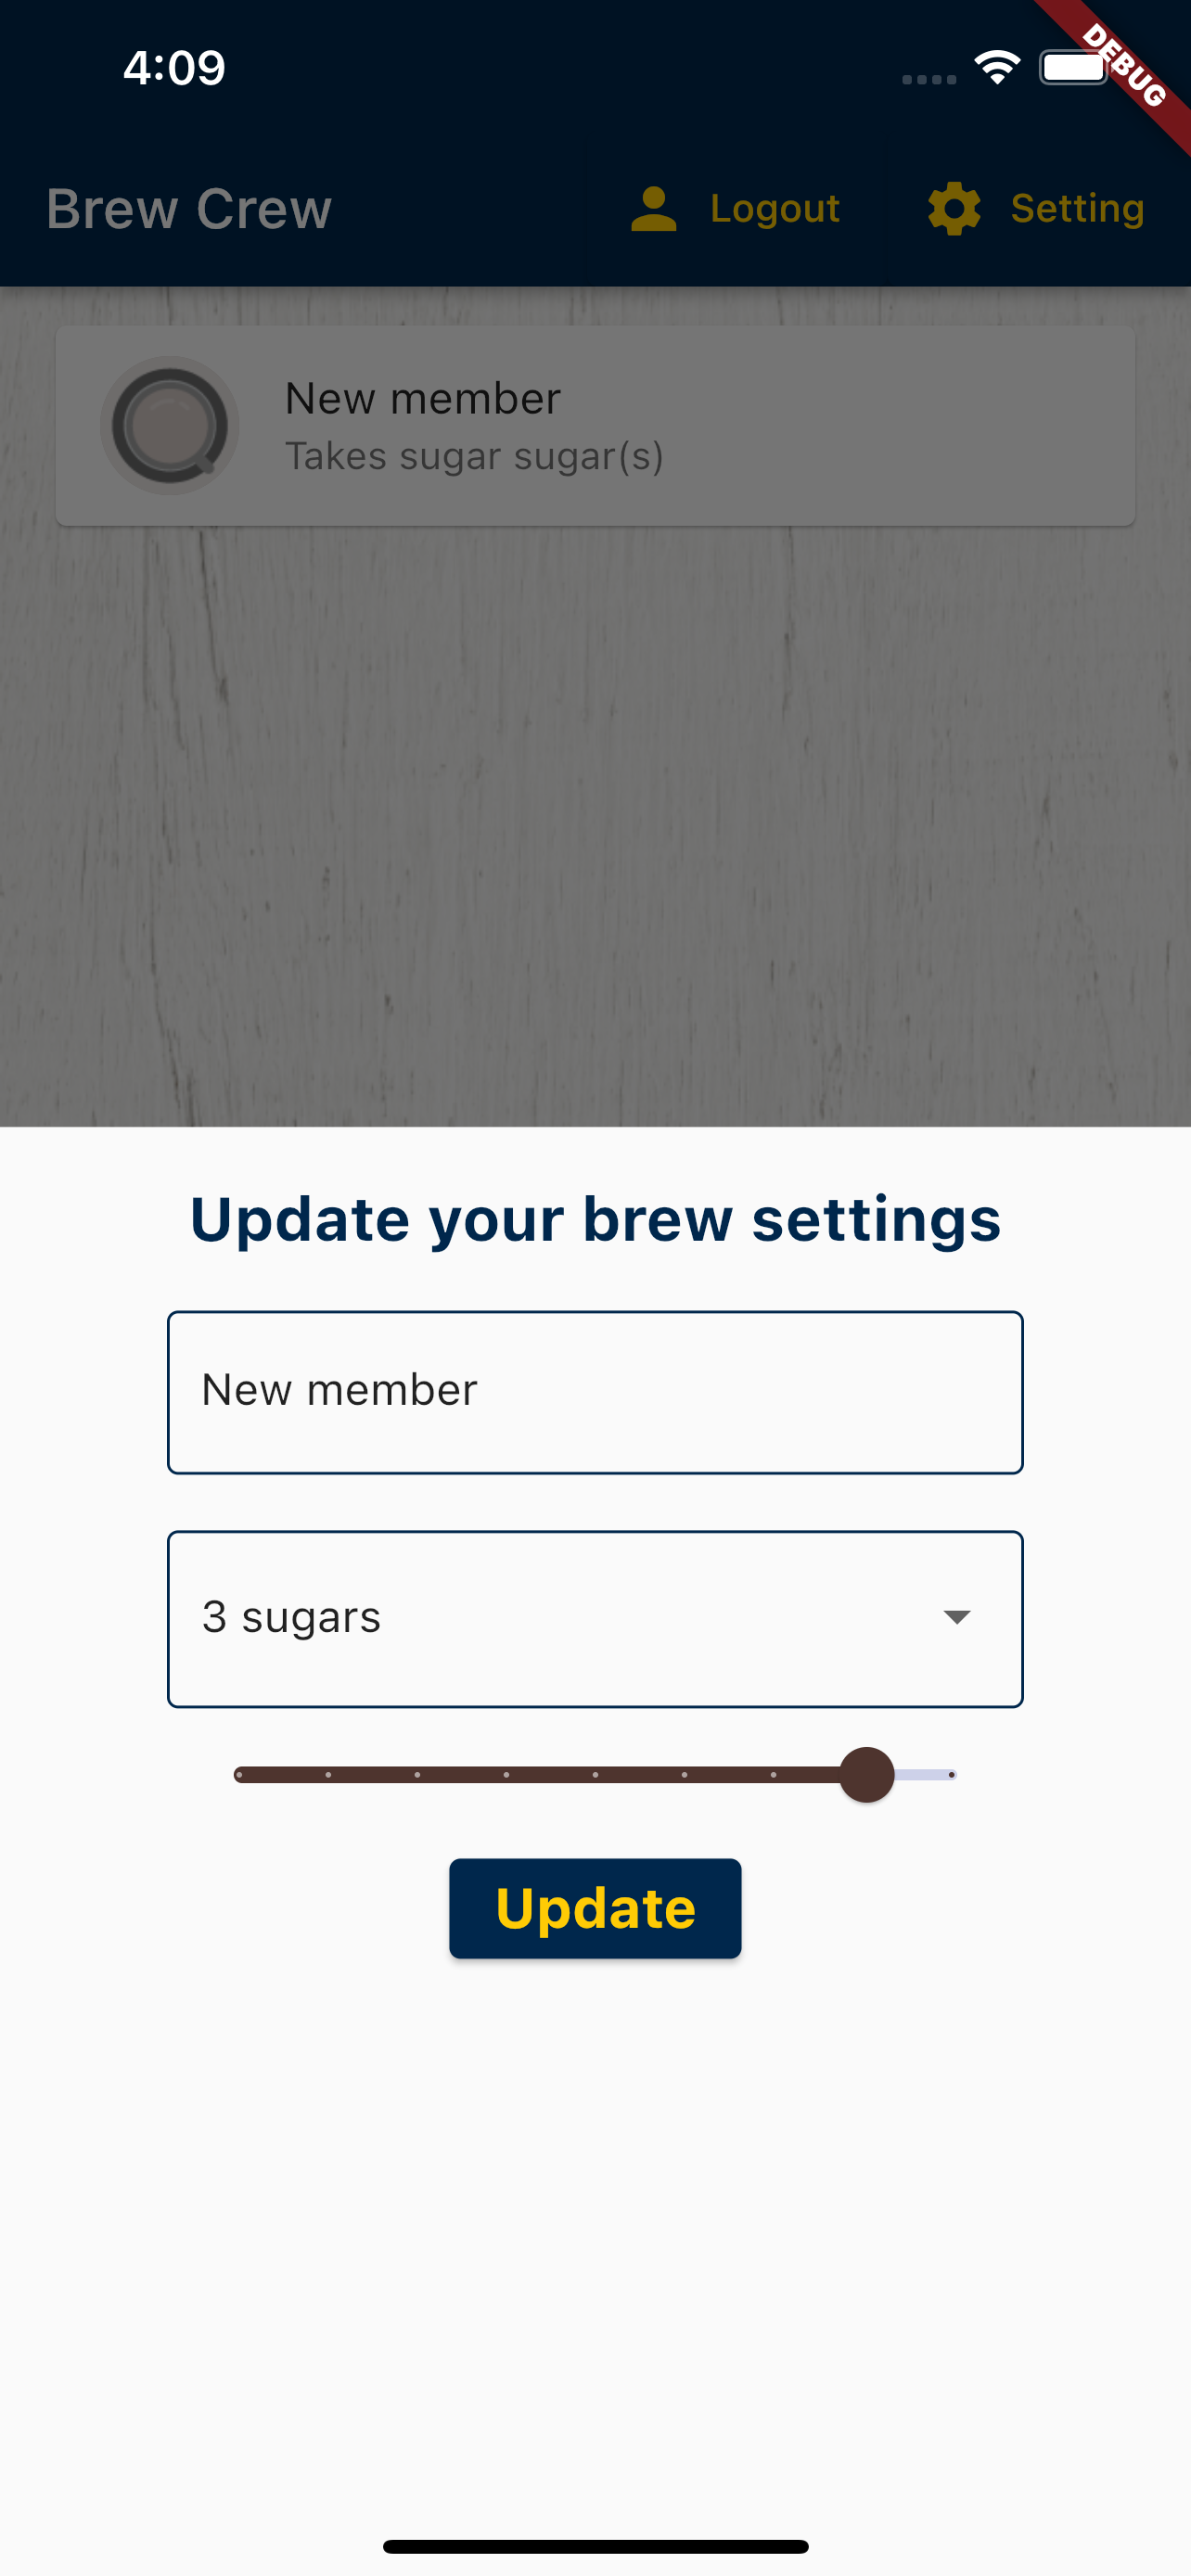 4:09
DEBUG
Brew Crew
Logout
Setting
New member
Takes sugar sugar(s)
Update your brew settings
New member
3 sugars
Update